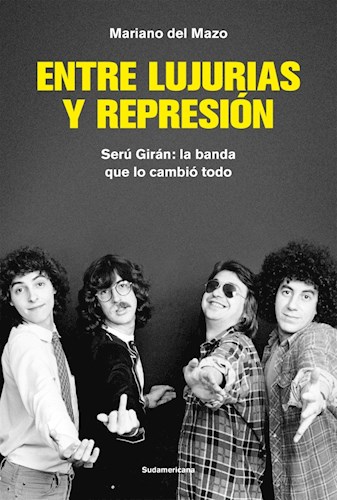 Mariano del Mazo
ENTRE LUJURIAS
Y REPRESIÓN
Serú Girán: la banda
que lo cambió todo
Sudamericana